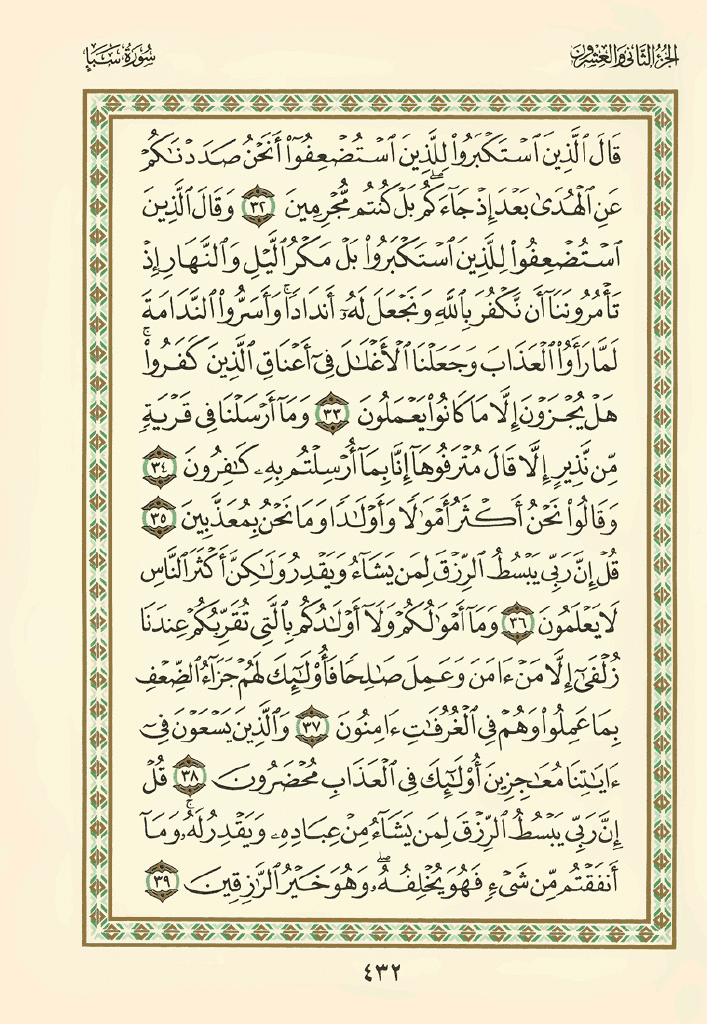 الجزء الثاني والعشرون
سورة سبإ
قَالَ ٱلَّذِينَ ٱسْتَكْبَرُوا۟ لِلَّذِينَ ٱسْتُضْعِفُوٓا۟ أَنَحْنُ صَدَدْنَـٰكُمْ
عَنِ ٱلْهُدَىٰ بَعْدَ إِذْ جَآءَكُم ۖ بَلْ كُنتُم مُّجْرِمِينَ ٣٢ وَقَالَ ٱلَّذِينَ
ٱسْتُضْعِفُوا۟ لِلَّذِينَ ٱسْتَكْبَرُوا۟ بَلْ مَكْرُ ٱلَّيْلِ وَٱلنَّهَارِ إِذْ
تَأْمُرُونَنَآ أَن نَّكْفُرَ بِٱللَّهِ وَنَجْعَلَ لَهُۥٓ أَندَادًا ۚ وَأَسَرُّوا۟ ٱلنَّدَامَةَ
لَمَّا رَأَوُا۟ ٱلْعَذَابَ وَجَعَلْنَا ٱلْأَغْلَـٰلَ فِىٓ أَعْنَاقِ ٱلَّذِينَ كَفَرُوا۟ ۚ
هَلْ يُجْزَوْنَ إِلَّا مَا كَانُوا۟ يَعْمَلُونَ ٣٣ وَمَآ أَرْسَلْنَا فِى قَرْيَةٍ
مِّن نَّذِيرٍ إِلَّا قَالَ مُتْرَفُوهَآ إِنَّا بِمَآ أُرْسِلْتُم بِهِۦ كَـٰفِرُونَ ٣٤
وَقَالُوا۟ نَحْنُ أَكْثَرُ أَمْوَٰلًا وَأَوْلَـٰدًا وَمَا نَحْنُ بِمُعَذَّبِينَ ٣٥
قُلْ إِنَّ رَبِّى يَبْسُطُ ٱلرِّزْقَ لِمَن يَشَآءُ وَيَقْدِرُ وَلَـٰكِنَّ أَكْثَرَ ٱلنَّاسِ
لَا يَعْلَمُونَ ٣٦ وَمَآ أَمْوَٰلُكُمْ وَلَآ أَوْلَـٰدُكُم بِٱلَّتِى تُقَرِّبُكُمْ عِندَنَا
زُلْفَىٰٓ إِلَّا مَنْ ءَامَنَ وَعَمِلَ صَـٰلِحًا فَأُو۟لَـٰٓئِكَ لَهُمْ جَزَآءُ ٱلضِّعْفِ
بِمَا عَمِلُوا۟ وَهُمْ فِى ٱلْغُرُفَـٰتِ ءَامِنُونَ ٣٧ وَٱلَّذِينَ يَسْعَوْنَ فِىٓ
ءَايَـٰتِنَا مُعَـٰجِزِينَ أُو۟لَـٰٓئِكَ فِى ٱلْعَذَابِ مُحْضَرُونَ ٣٨ قُلْ
إِنَّ رَبِّى يَبْسُطُ ٱلرِّزْقَ لِمَن يَشَآءُ مِنْ عِبَادِهِۦ وَيَقْدِرُ لَهُۥ ۚ وَمَآ
أَنفَقْتُم مِّن شَىْءٍ فَهُوَ يُخْلِفُهُۥ ۖ وَهُوَ خَيْرُ ٱلرَّٰزِقِينَ ٣٩
٤٣٢